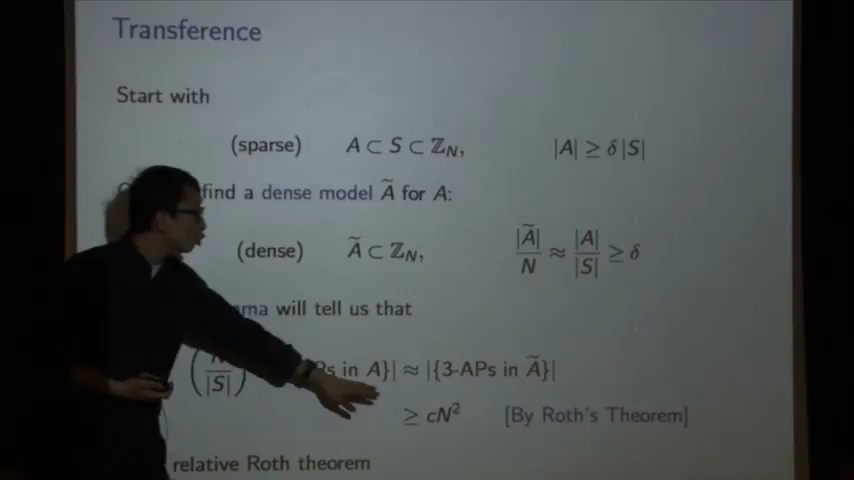 Transference
Start with
(sparse) A ⊂ S ⊂ ℤ_N, |A| ≥ δ|S|
find a dense model Ã for A:
(dense) Ã ⊂ ℤ_N, |Ã|/N ≈ |A|/|S| ≥ δ
will tell us that
(N/|S|) in A}| ≈ |{3-APs in Ã}|
≥ cN² [By Roth's Theorem]
relative Roth theorem